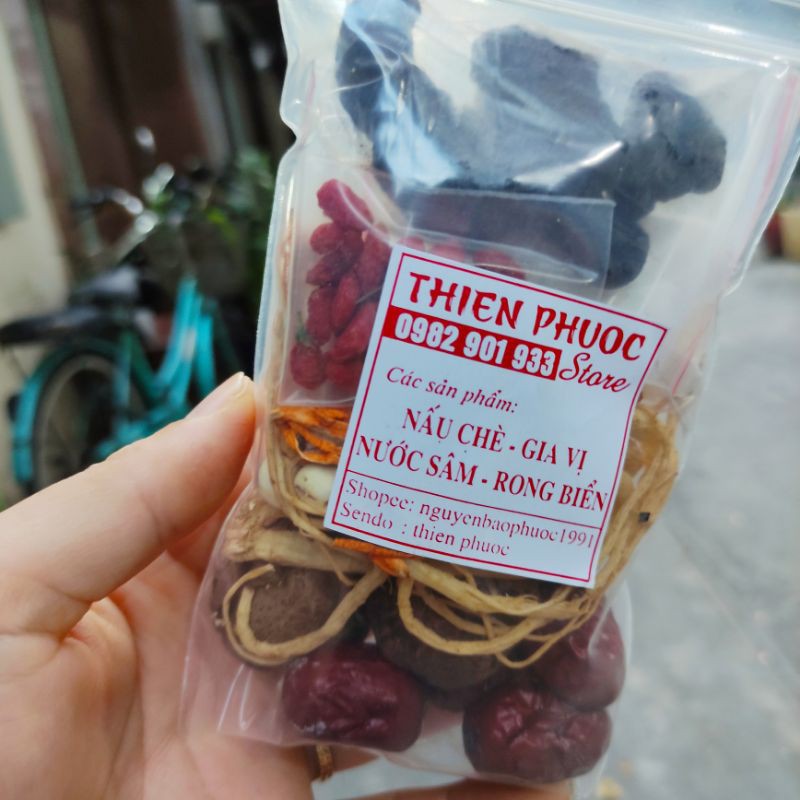 THIEN PHUOC
0982 901 933 Store
Các sản phẩm:
NẤU CHÈ - GIA VỊ
NƯỚC SÂM - RONG BIỂN
Shopee: nguyenbaophuoc1991
Sendo : thien phuoc